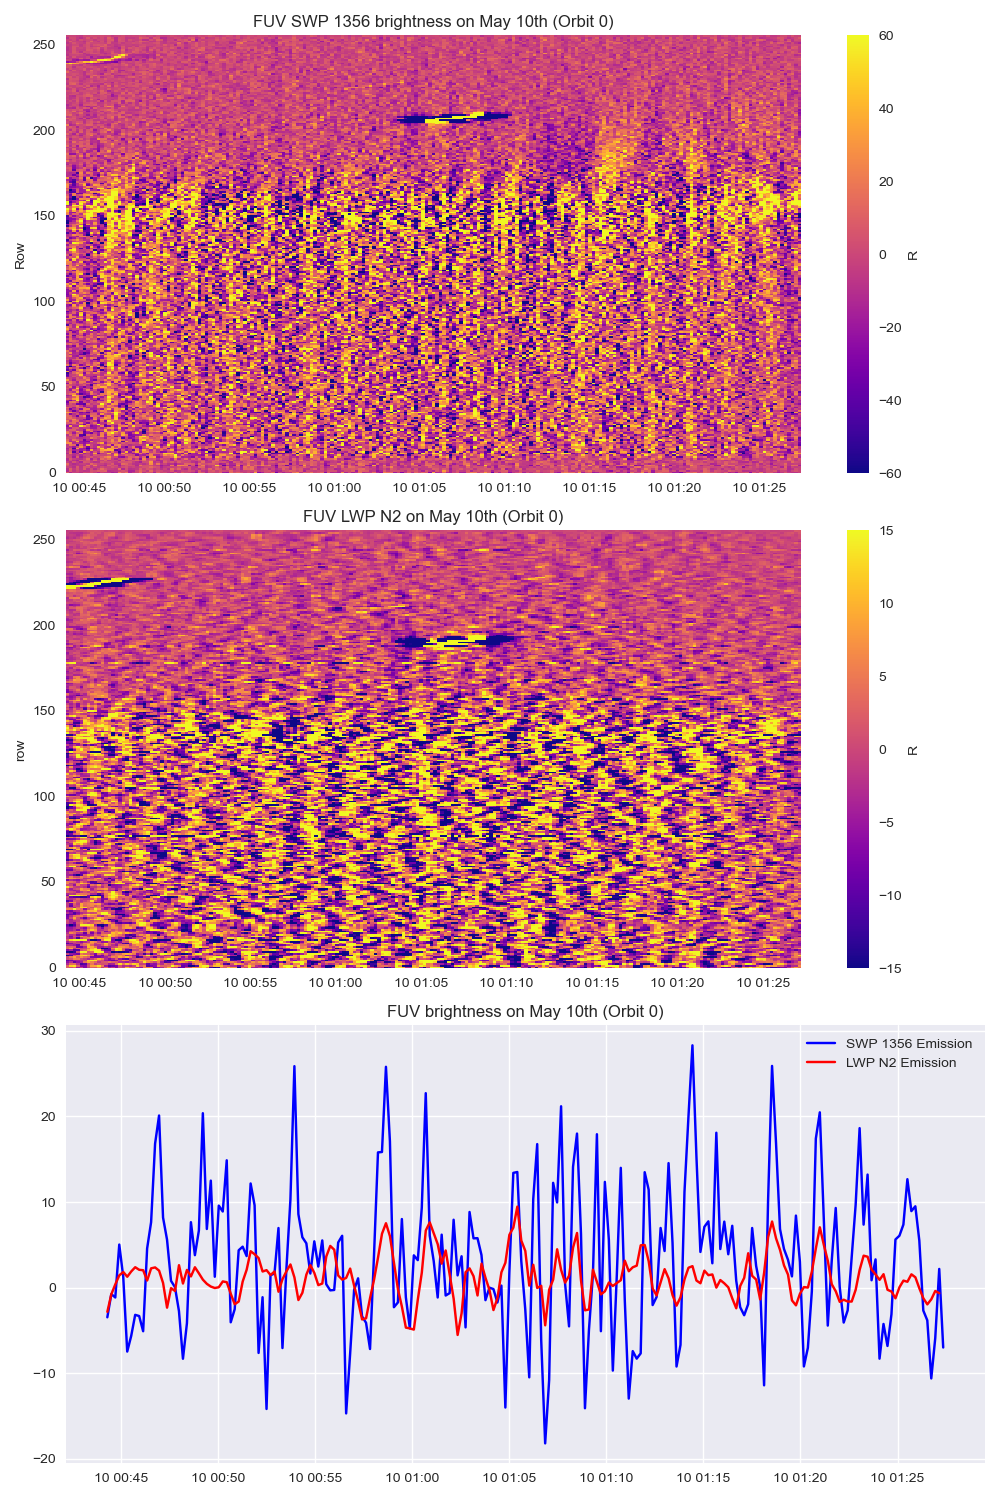 FUV SWP 1356 brightness on May 10th (Orbit 0)
250
200
150
100
50
0
Row
10 00:45 10 00:50 10 00:55 10 01:00 10 01:05 10 01:10 10 01:15 10 01:20 10 01:25
60
40
20
0
−20
−40
−60
R
FUV LWP N2 on May 10th (Orbit 0)
250
200
150
100
50
0
row
10 00:45 10 00:50 10 00:55 10 01:00 10 01:05 10 01:10 10 01:15 10 01:20 10 01:25
15
10
5
0
−5
−10
−15
R
FUV brightness on May 10th (Orbit 0)
30
20
10
0
−10
−20
SWP 1356 Emission
LWP N2 Emission
10 00:45 10 00:50 10 00:55 10 01:00 10 01:05 10 01:10 10 01:15 10 01:20 10 01:25